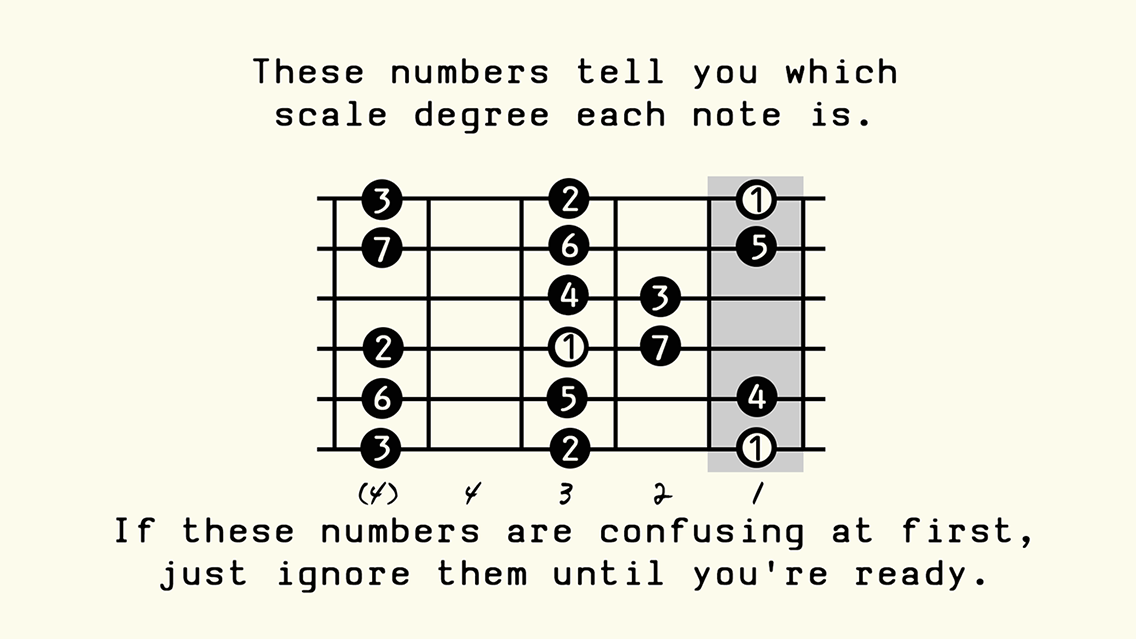 These numbers tell you which
scale degree each note is.
3 2 1
7 6 5
4 3
2 1 7
6 5 4
3 2 1
(4) 4 3 2 1
If these numbers are confusing at first,
just ignore them until you're ready.